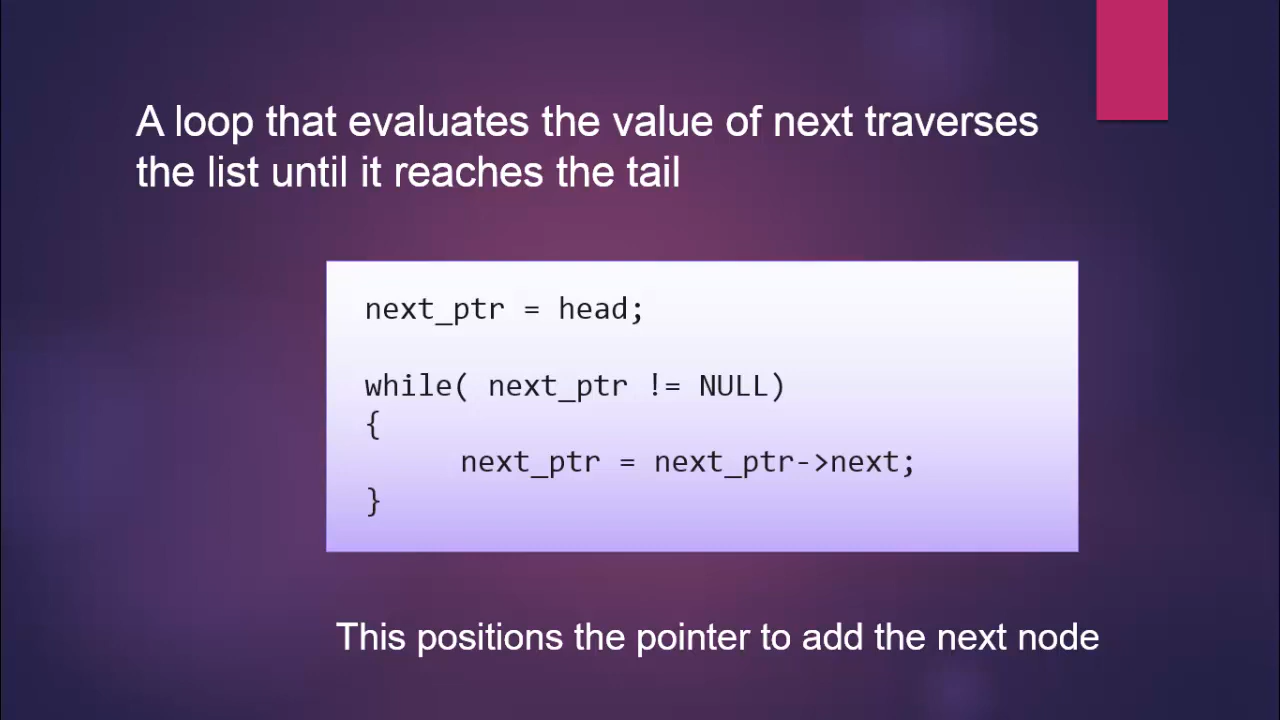 A loop that evaluates the value of next traverses
the list until it reaches the tail
next_ptr = head;
while( next_ptr != NULL)
{
next_ptr = next_ptr->next;
}
This positions the pointer to add the next node